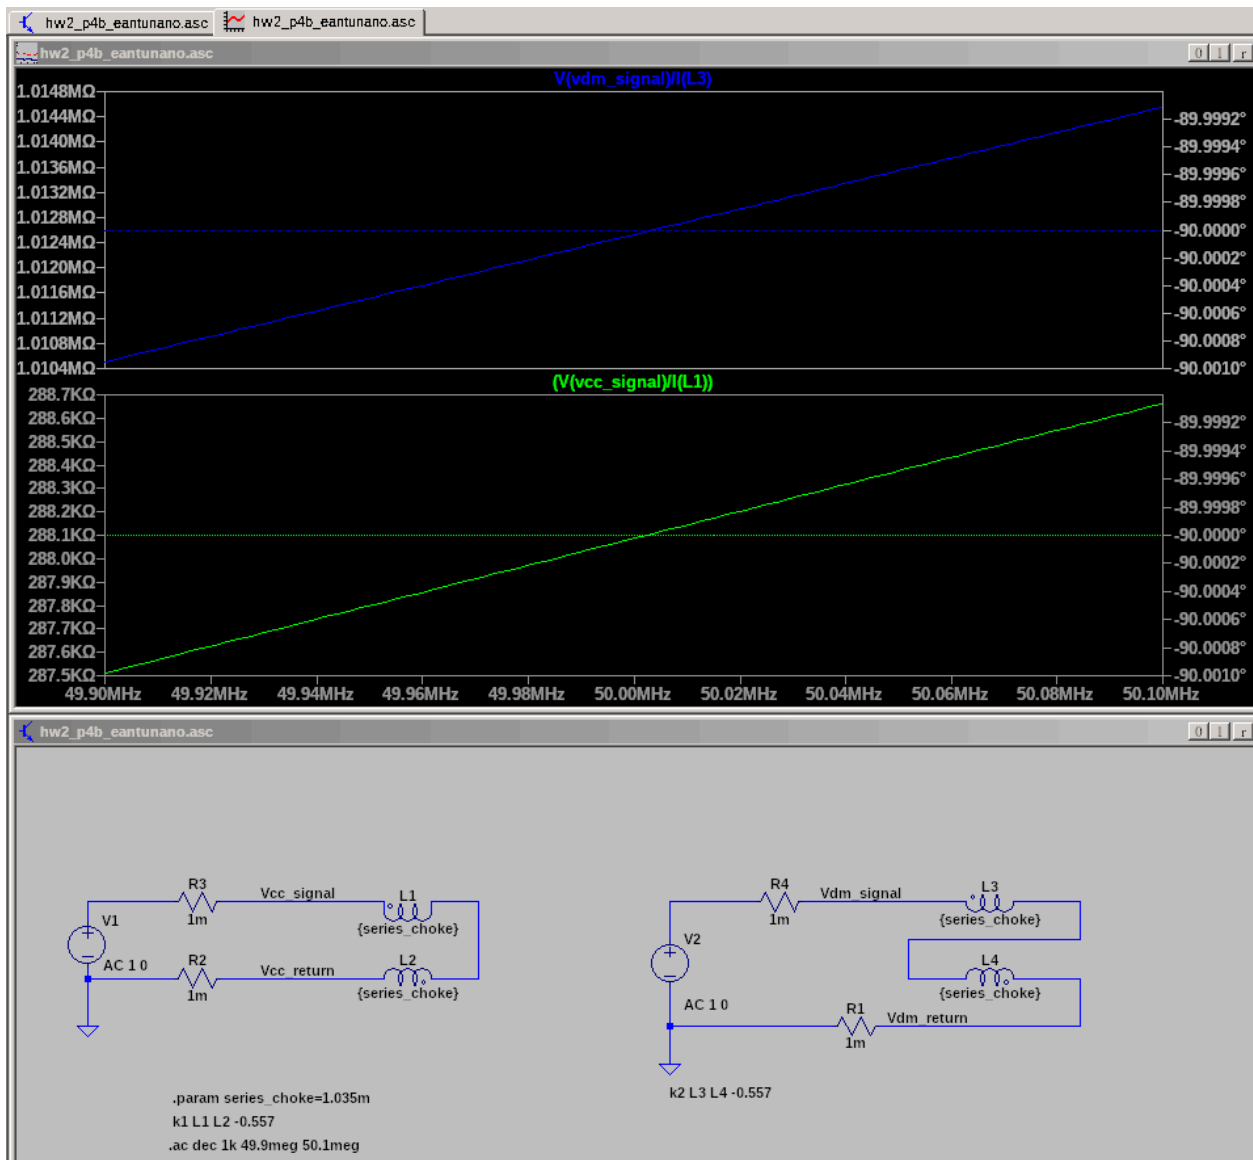 hw2_p4b_eantunano.asc hw2_p4b_eantunano.asc
hw2_p4b_eantunano.asc
V(vdm_signal)/I(L3)
1.0148MΩ
1.0144MΩ -89.9992°
1.0140MΩ -89.9994°
1.0136MΩ -89.9996°
1.0132MΩ -89.9998°
1.0128MΩ -90.0000°
1.0124MΩ -90.0002°
1.0120MΩ -90.0004°
1.0116MΩ -90.0006°
1.0112MΩ -90.0008°
1.0108MΩ -90.0010°
1.0104MΩ
(V(vcc_signal)/I(L1))
288.7KΩ
288.6KΩ -89.9992°
288.5KΩ -89.9994°
288.4KΩ -89.9996°
288.3KΩ -89.9998°
288.2KΩ -90.0000°
288.1KΩ -90.0002°
288.0KΩ -90.0004°
287.9KΩ -90.0006°
287.8KΩ -90.0008°
287.7KΩ -90.0010°
287.6KΩ
287.5KΩ
49.90MHz 49.92MHz 49.94MHz 49.96MHz 49.98MHz 50.00MHz 50.02MHz 50.04MHz 50.06MHz 50.08MHz 50.10MHz
hw2_p4b_eantunano.asc
R3
1m
Vcc_signal
L1
{series_choke}
V1
AC 1 0
R2
1m
Vcc_return
L2
{series_choke}
R4
1m
Vdm_signal
L3
{series_choke}
V2
AC 1 0
L4
{series_choke}
R1
1m
Vdm_return
k2 L3 L4 -0.557
.param series_choke=1.035m
k1 L1 L2 -0.557
.ac dec 1k 49.9meg 50.1meg